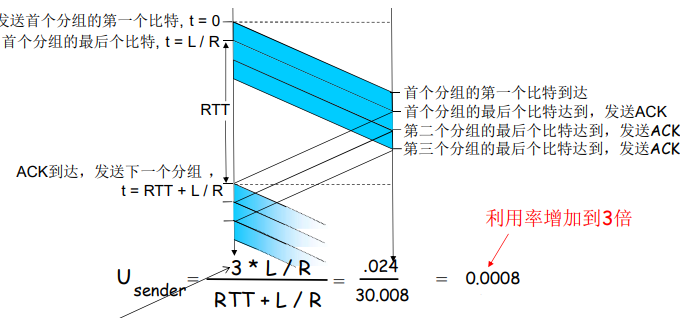 发送首个分组的第一个比特, t = 0
首个分组的最后个比特, t = L / R
首个分组的第一个比特到达
首个分组的最后个比特达到，发送ACK
RTT
第二个分组的最后个比特达到，发送ACK
第三个分组的最后个比特达到，发送ACK
ACK到达，发送下一个分组，
t = RTT + L / R
利用率增加到3倍
U sender = 3 * L / R / RTT + L / R = .024 / 30.008 = 0.0008